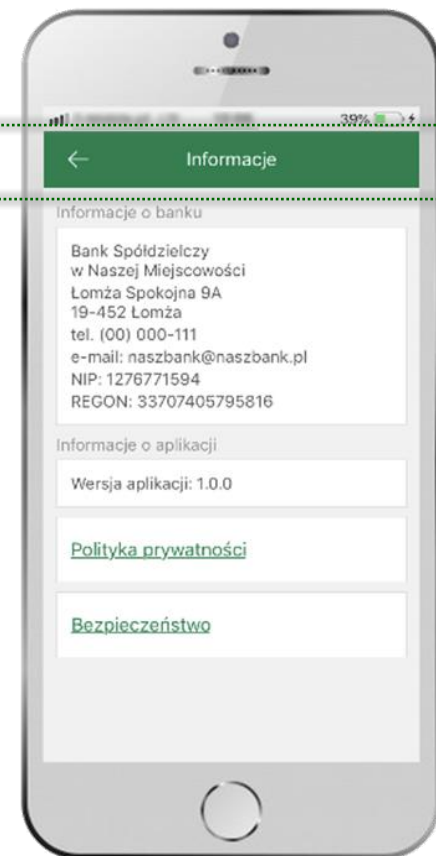 39%
Informacje
Informacje o banku
Bank Spółdzielczy
w Naszej Miejscowości
Łomża Spokojna 9A
19-452 Łomża
tel. (00) 000-111
e-mail: naszbank@naszbank.pl
NIP: 1276771594
REGON: 33707405795816
Informacje o aplikacji
Wersja aplikacji: 1.0.0
Polityka prywatności
Bezpieczeństwo